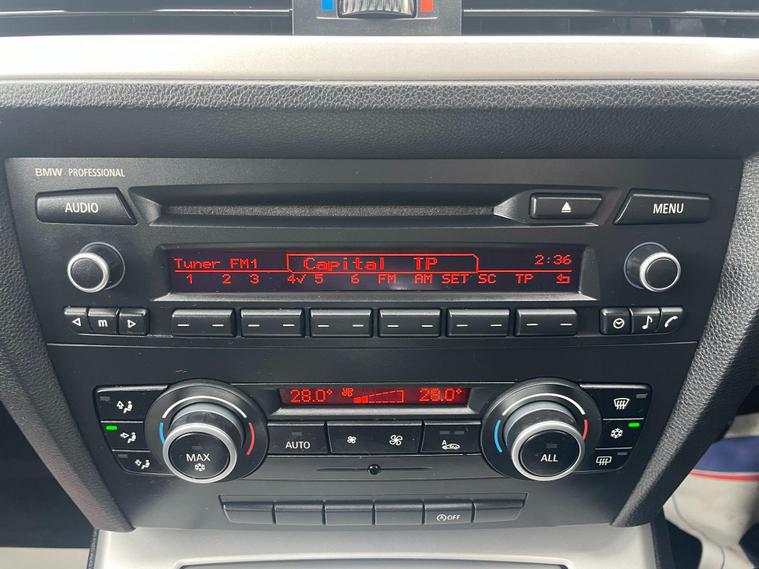 BMW PROFESSIONAL
AUDIO
MENU
Tuner FM1 Capital TP 2:36
1 2 3 4√ 5 6 FM AM SET SC TP
m
28.0° 28.0°
MAX
AUTO
A
ALL
A OFF